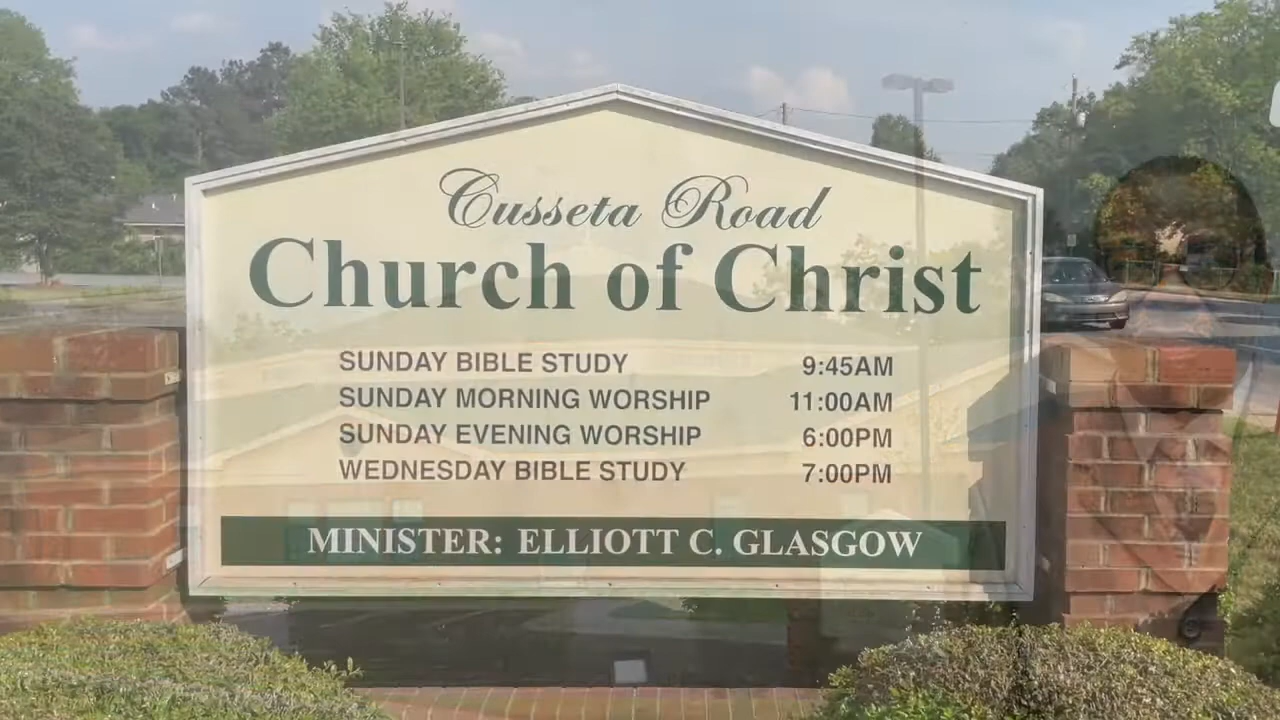 Cusseta Road
Church of Christ
SUNDAY BIBLE STUDY 9:45AM
SUNDAY MORNING WORSHIP 11:00AM
SUNDAY EVENING WORSHIP 6:00PM
WEDNESDAY BIBLE STUDY 7:00PM
MINISTER: ELLIOTT C. GLASGOW